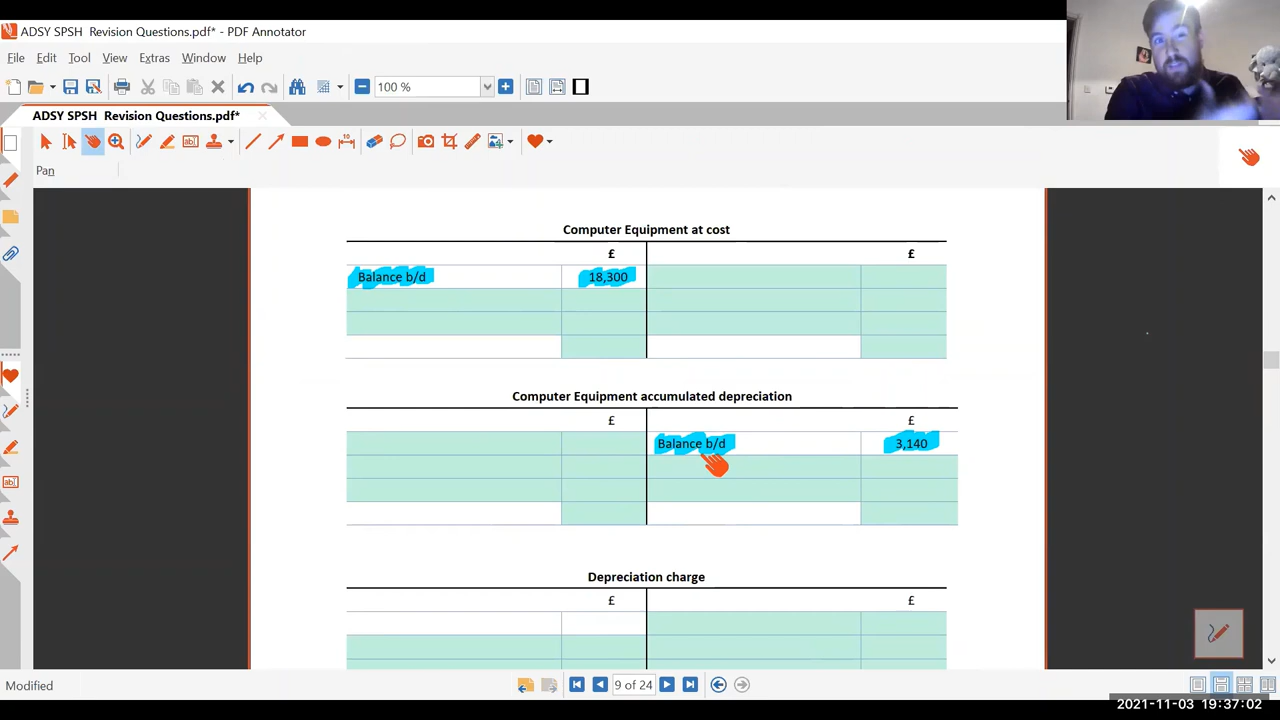 ADSY SPSH Revision Questions.pdf* - PDF Annotator
File Edit Tool View Extras Window Help
100 %
ADSY SPSH Revision Questions.pdf*
Pan
Computer Equipment at cost
£ £
Balance b/d 18,300
Computer Equipment accumulated depreciation
£ £
Balance b/d 3,140
Depreciation charge
£ £
9 of 24
Modified
2021-11-03 19:37:02